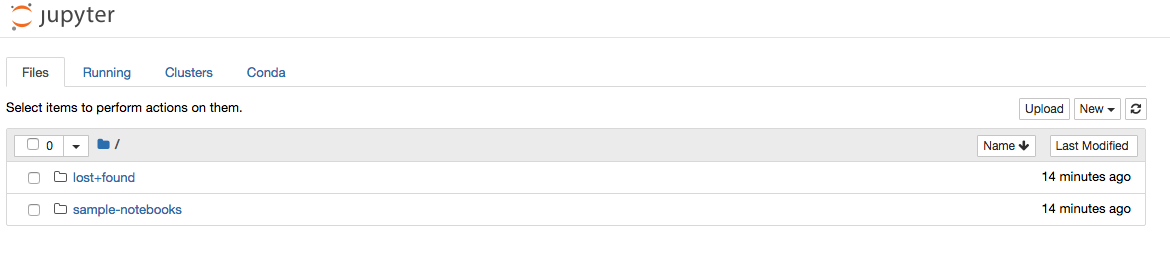 jupyter
Files Running Clusters Conda
Select items to perform actions on them. Upload New
0 / Name Last Modified
lost+found 14 minutes ago
sample-notebooks 14 minutes ago